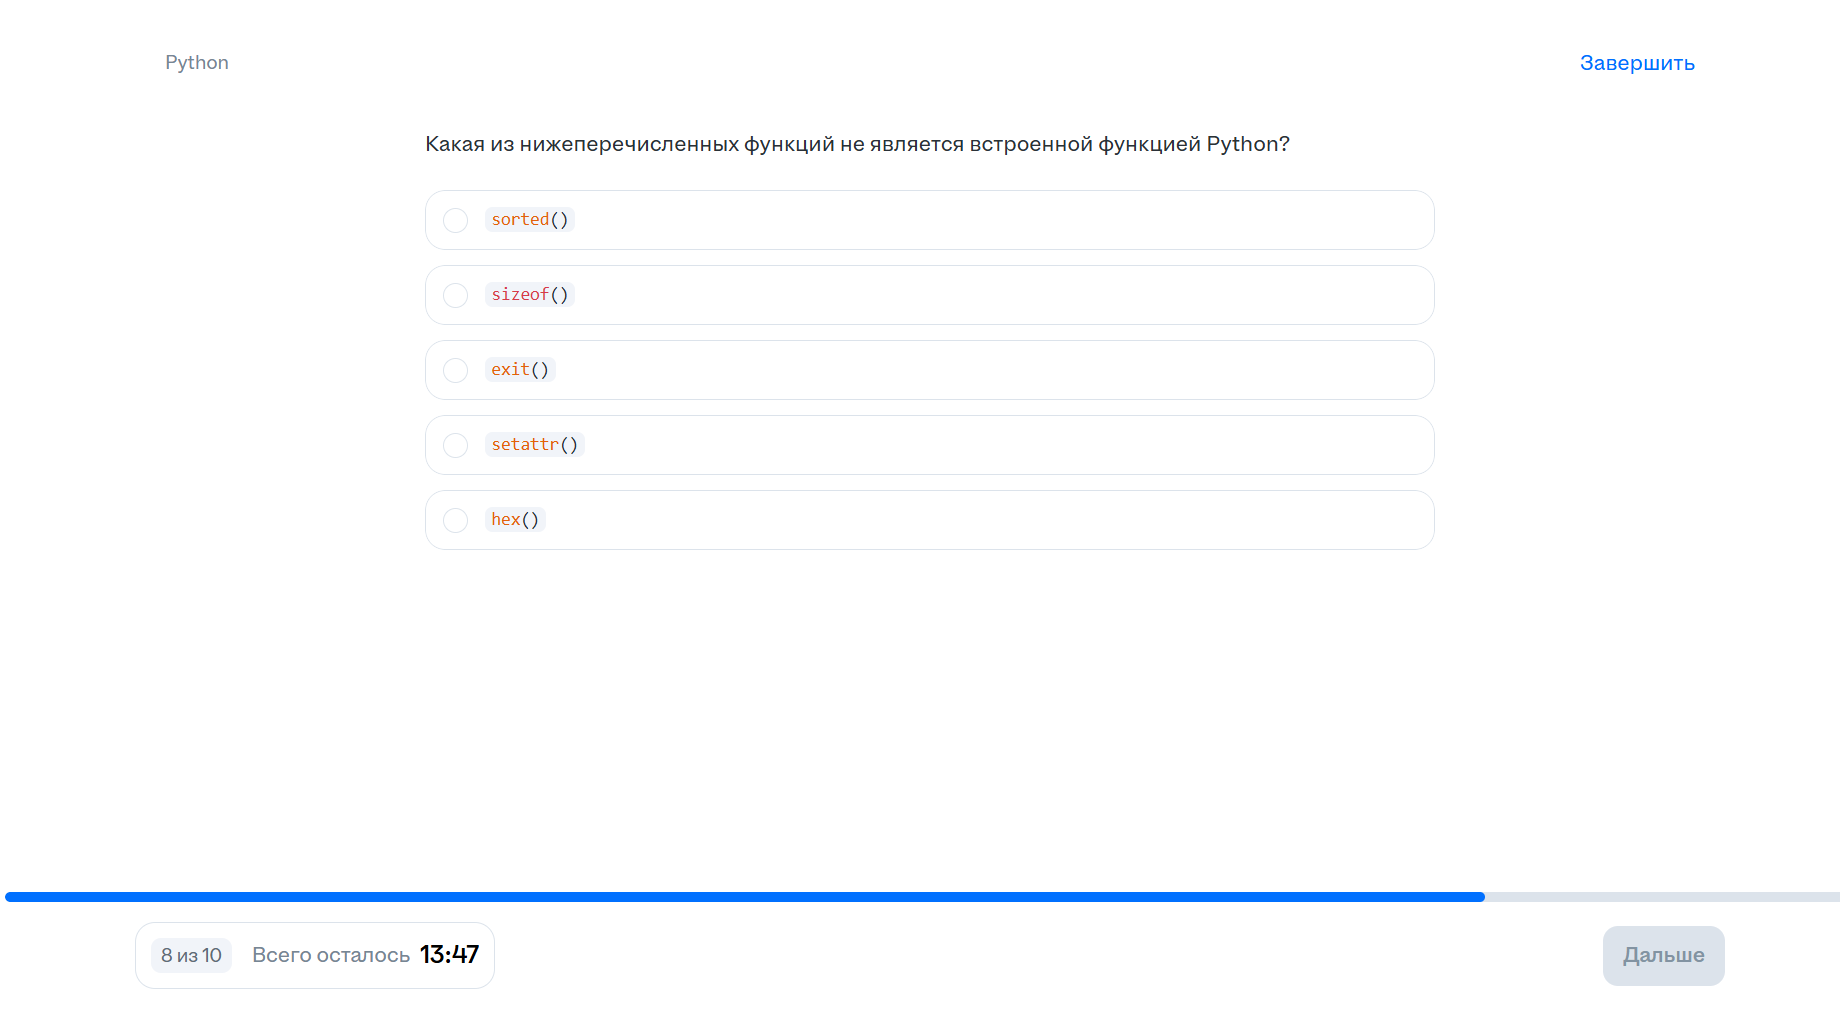 Python
Завершить
Какая из нижеперечисленных функций не является встроенной функцией Python?
sorted()
sizeof()
exit()
setattr()
hex()
8 из 10
Всего осталось 13:47
Дальше